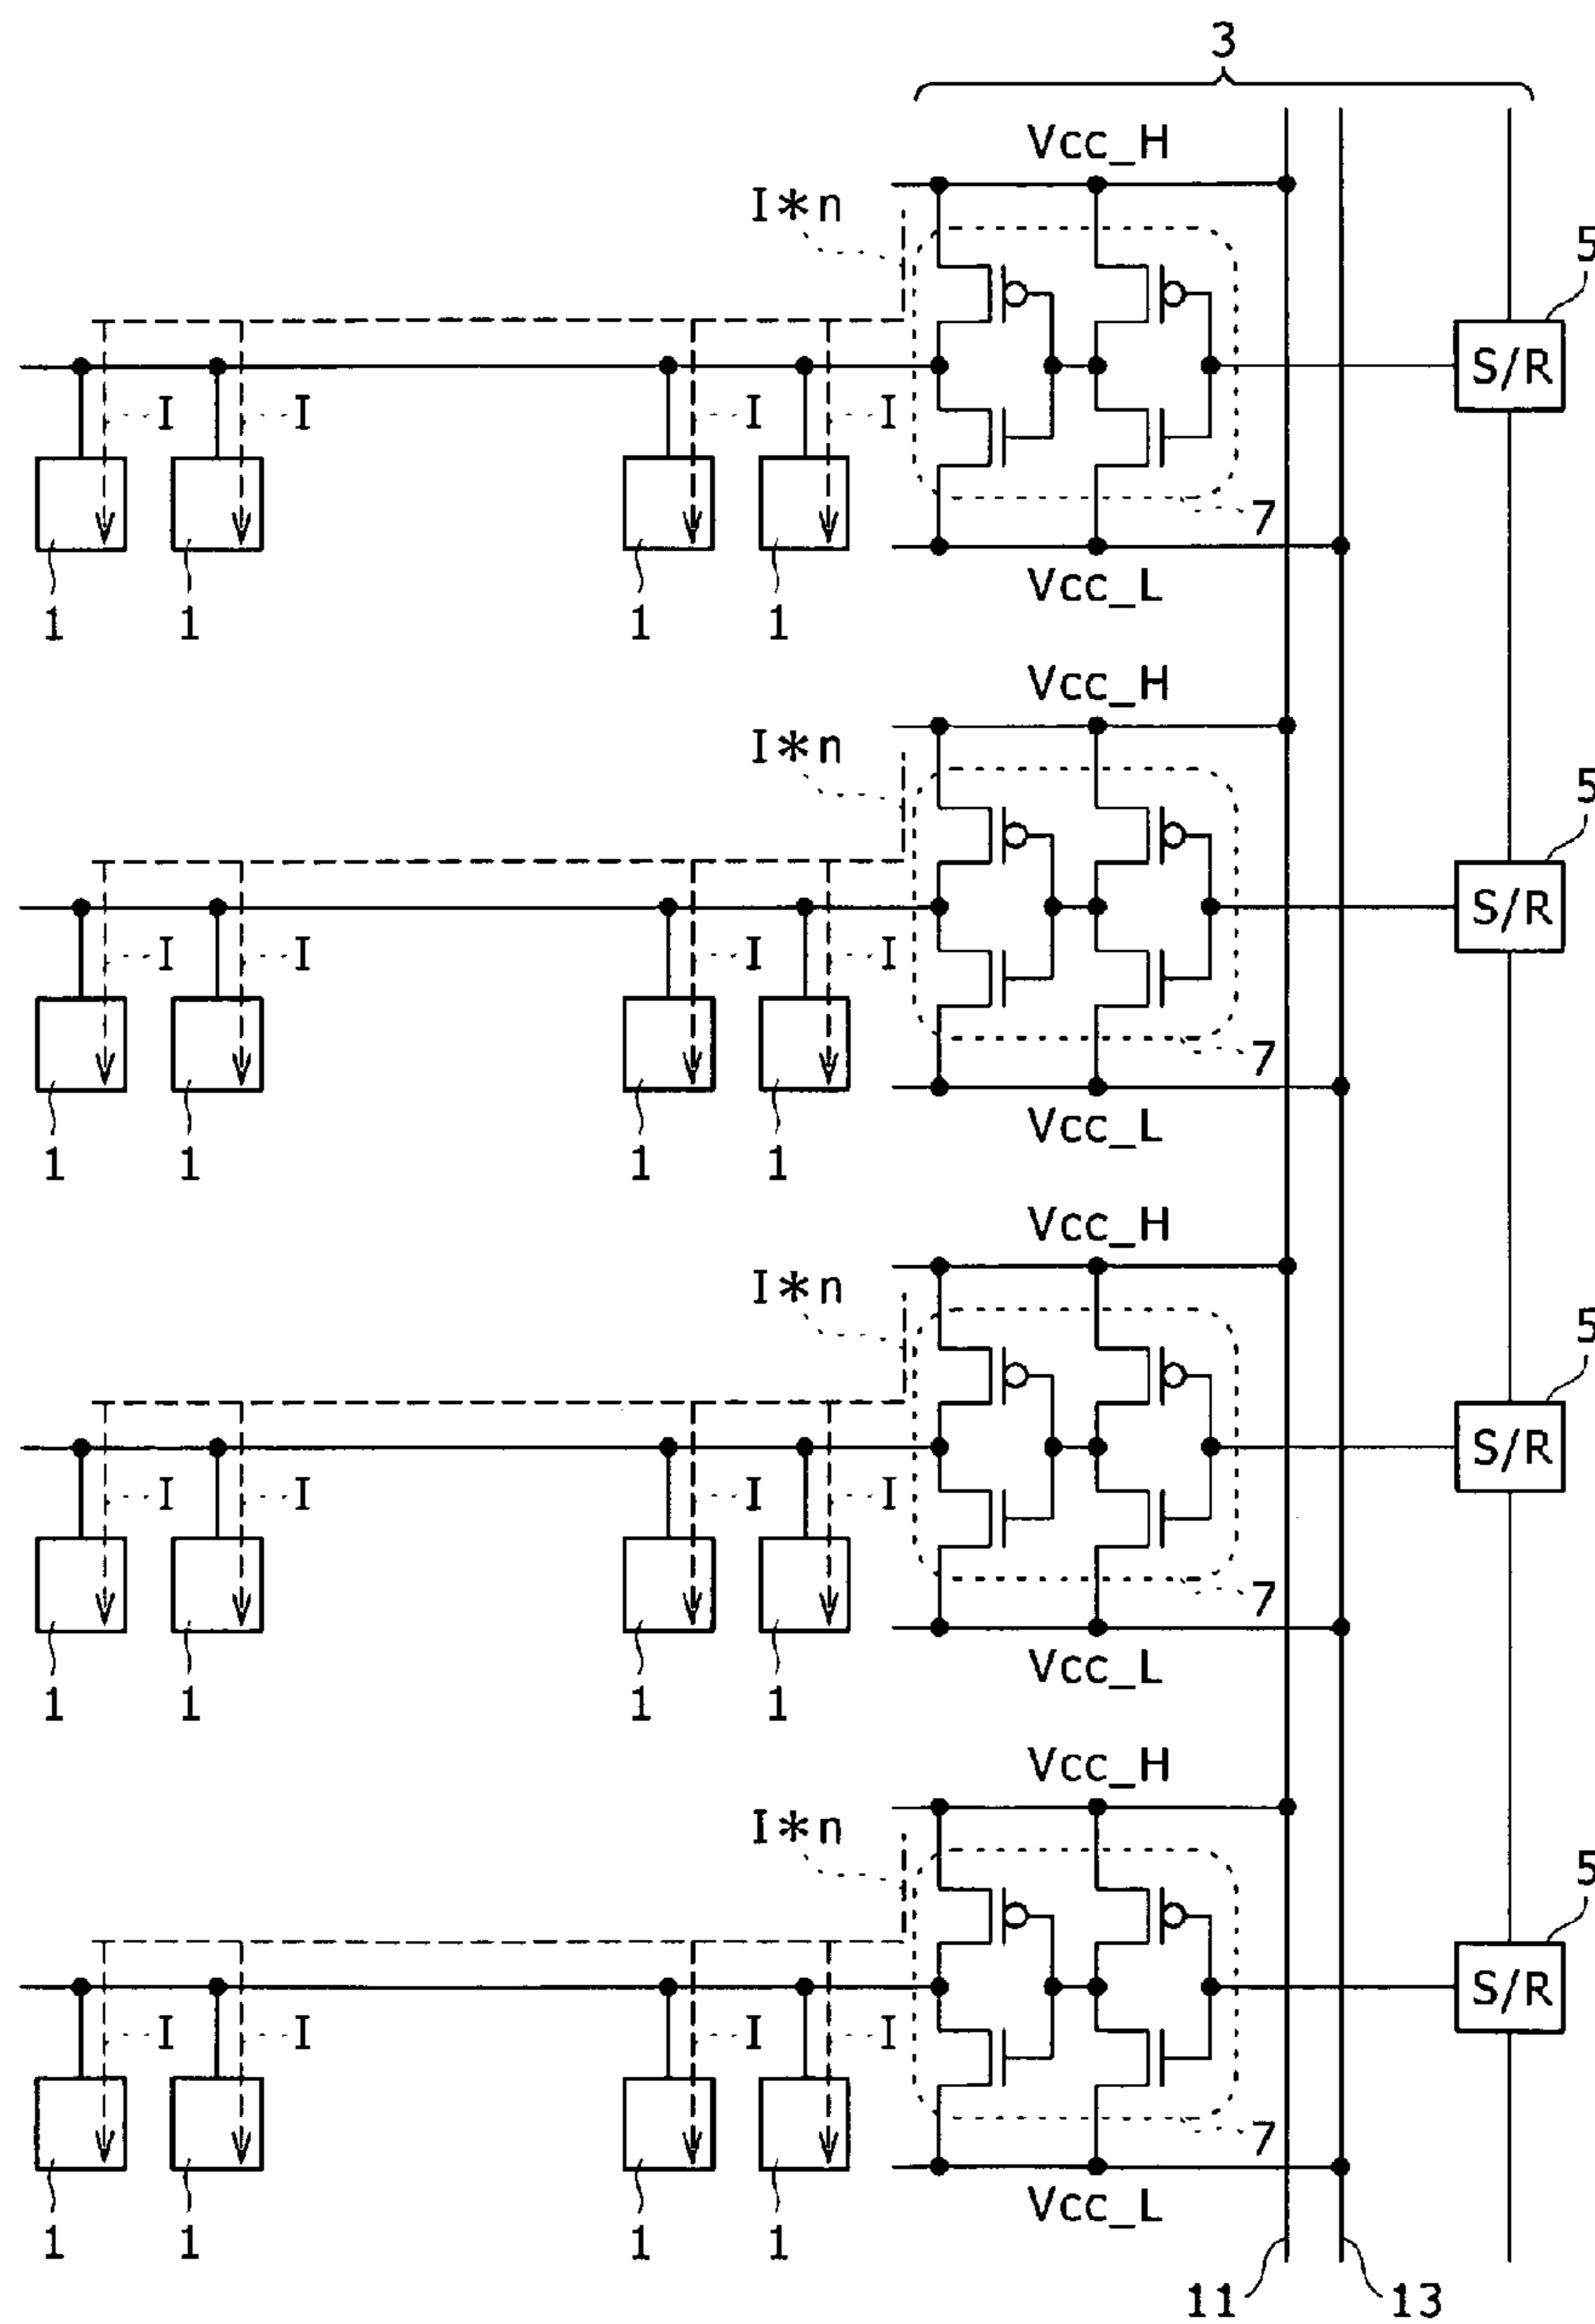 3
Vcc_H
I*n
5
S/R
I I I I
7
Vcc_L
1 1 1 1
Vcc_H
I*n
5
S/R
I I I I
7
Vcc_L
1 1 1 1
Vcc_H
I*n
5
S/R
I I I I
7
Vcc_L
1 1 1 1
Vcc_H
I*n
5
S/R
I I I I
7
Vcc_L
1 1 1 1
11 13